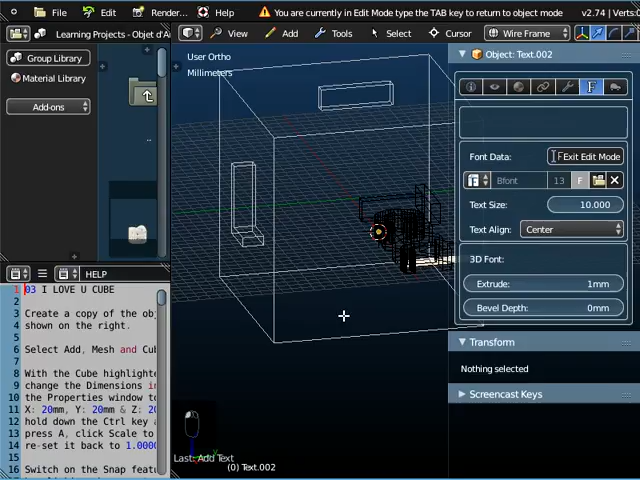 Render... Help You are currently in Edit Mode type the TAB key to return to object mode v2.74 | Verts:
Learning Projects - Objet d'A View Add Tools Select Cursor Wire Frame
Group Library
Material Library
Add-ons
..
User Ortho
Millimeters
Object: Text.002
F
Font Data: Exit Edit Mode
Bfont 13 F
Text Size: 10.000
Text Align: Center
3D Font:
Extrude: 1mm
Bevel Depth: 0mm
Transform
Nothing selected
Screencast Keys
HELP
1 03 I LOVE U CUBE
2
3 Create a copy of the obj
4 shown on the right.
5
6 Select Add, Mesh and Cub
7
8 With the Cube highlighte
9 change the Dimensions in
10 the Properties window to
11 X: 20mm, Y: 20mm & Z: 20
12 hold down the Ctrl key a
13 press A, click Scale to
14 re-set it back to 1.0000
15
16 Switch on the Snap featu
Last: Add Text
(0) Text.002